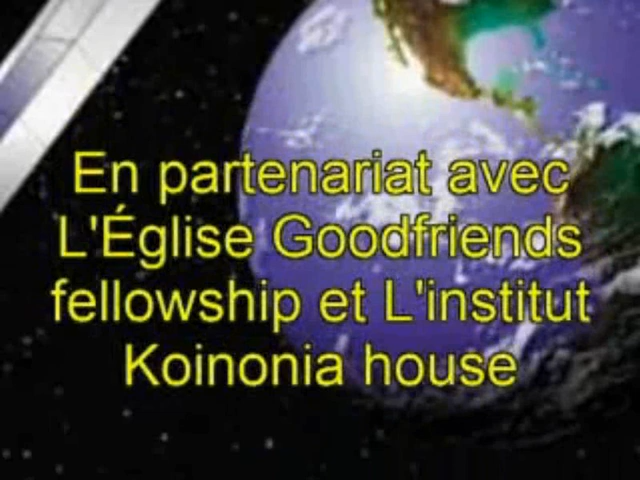 En partenariat avec
L'Église Goodfriends
fellowship et L'institut
Koinonia house